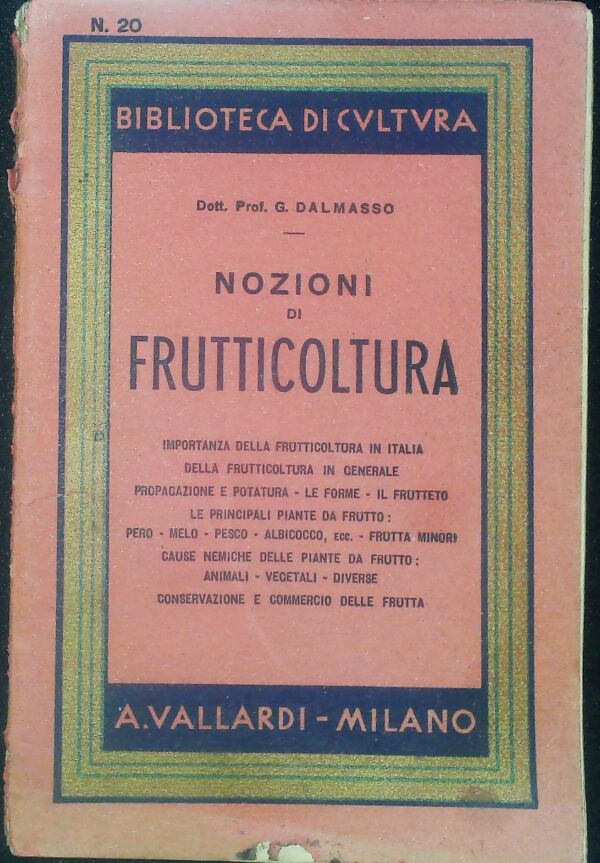 N. 20
BIBLIOTECA DI CVLTVRA
Dott. Prof. G. DALMASSO
NOZIONI
DI
FRUTTICOLTURA
IMPORTANZA DELLA FRUTTICOLTURA IN ITALIA
DELLA FRUTTICOLTURA IN GENERALE
PROPAGAZIONE E POTATURA - LE FORME - IL FRUTTETO
LE PRINCIPALI PIANTE DA FRUTTO:
PERO - MELO - PESCO - ALBICOCCO, ECC. - FRUTTA MINORI
CAUSE NEMICHE DELLE PIANTE DA FRUTTO:
ANIMALI - VEGETALI - DIVERSE
CONSERVAZIONE E COMMERCIO DELLE FRUTTA
A. VALLARDI - MILANO